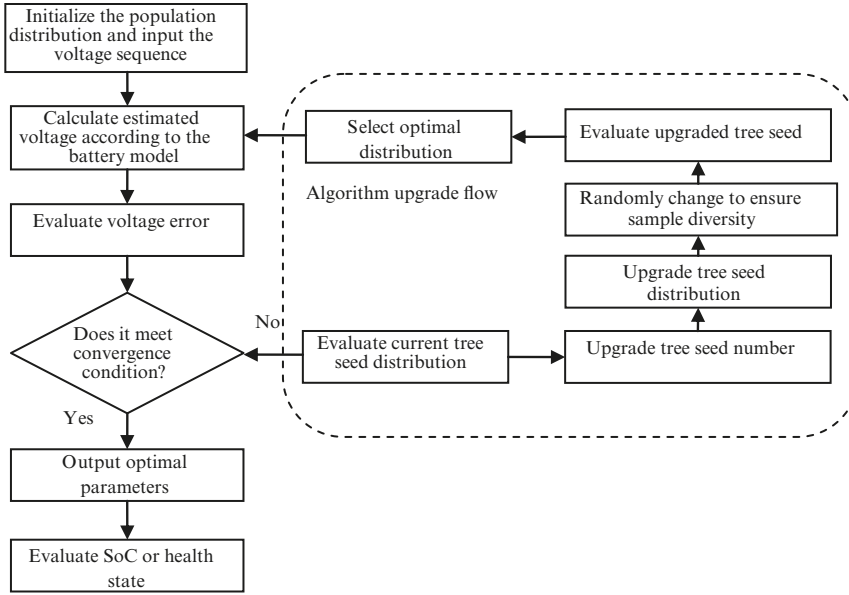 Initialize the population
distribution and input the
voltage sequence
Calculate estimated
voltage according to the
battery model
Evaluate voltage error
Does it meet
convergence
condition?
No
Yes
Output optimal
parameters
Evaluate SoC or health
state
Select optimal
distribution
Evaluate upgraded tree seed
Algorithm upgrade flow
Randomly change to ensure
sample diversity
Upgrade tree seed
distribution
Evaluate current tree
seed distribution
Upgrade tree seed number